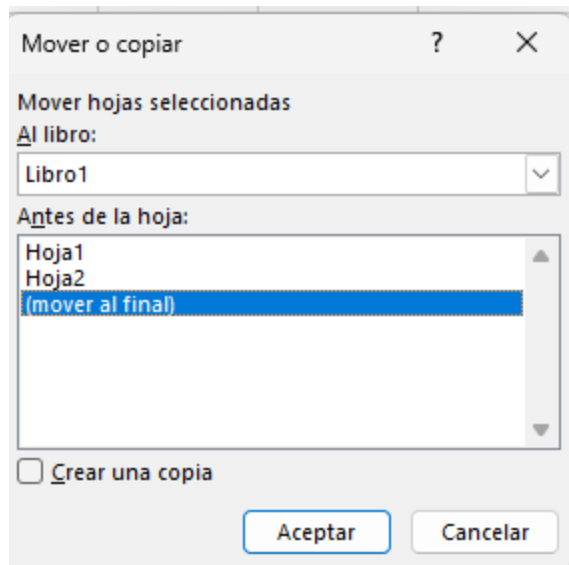 Mover o copiar ?
Mover hojas seleccionadas
Al libro:
Libro1
Antes de la hoja:
Hoja1
Hoja2
(mover al final)
Crear una copia
Aceptar Cancelar